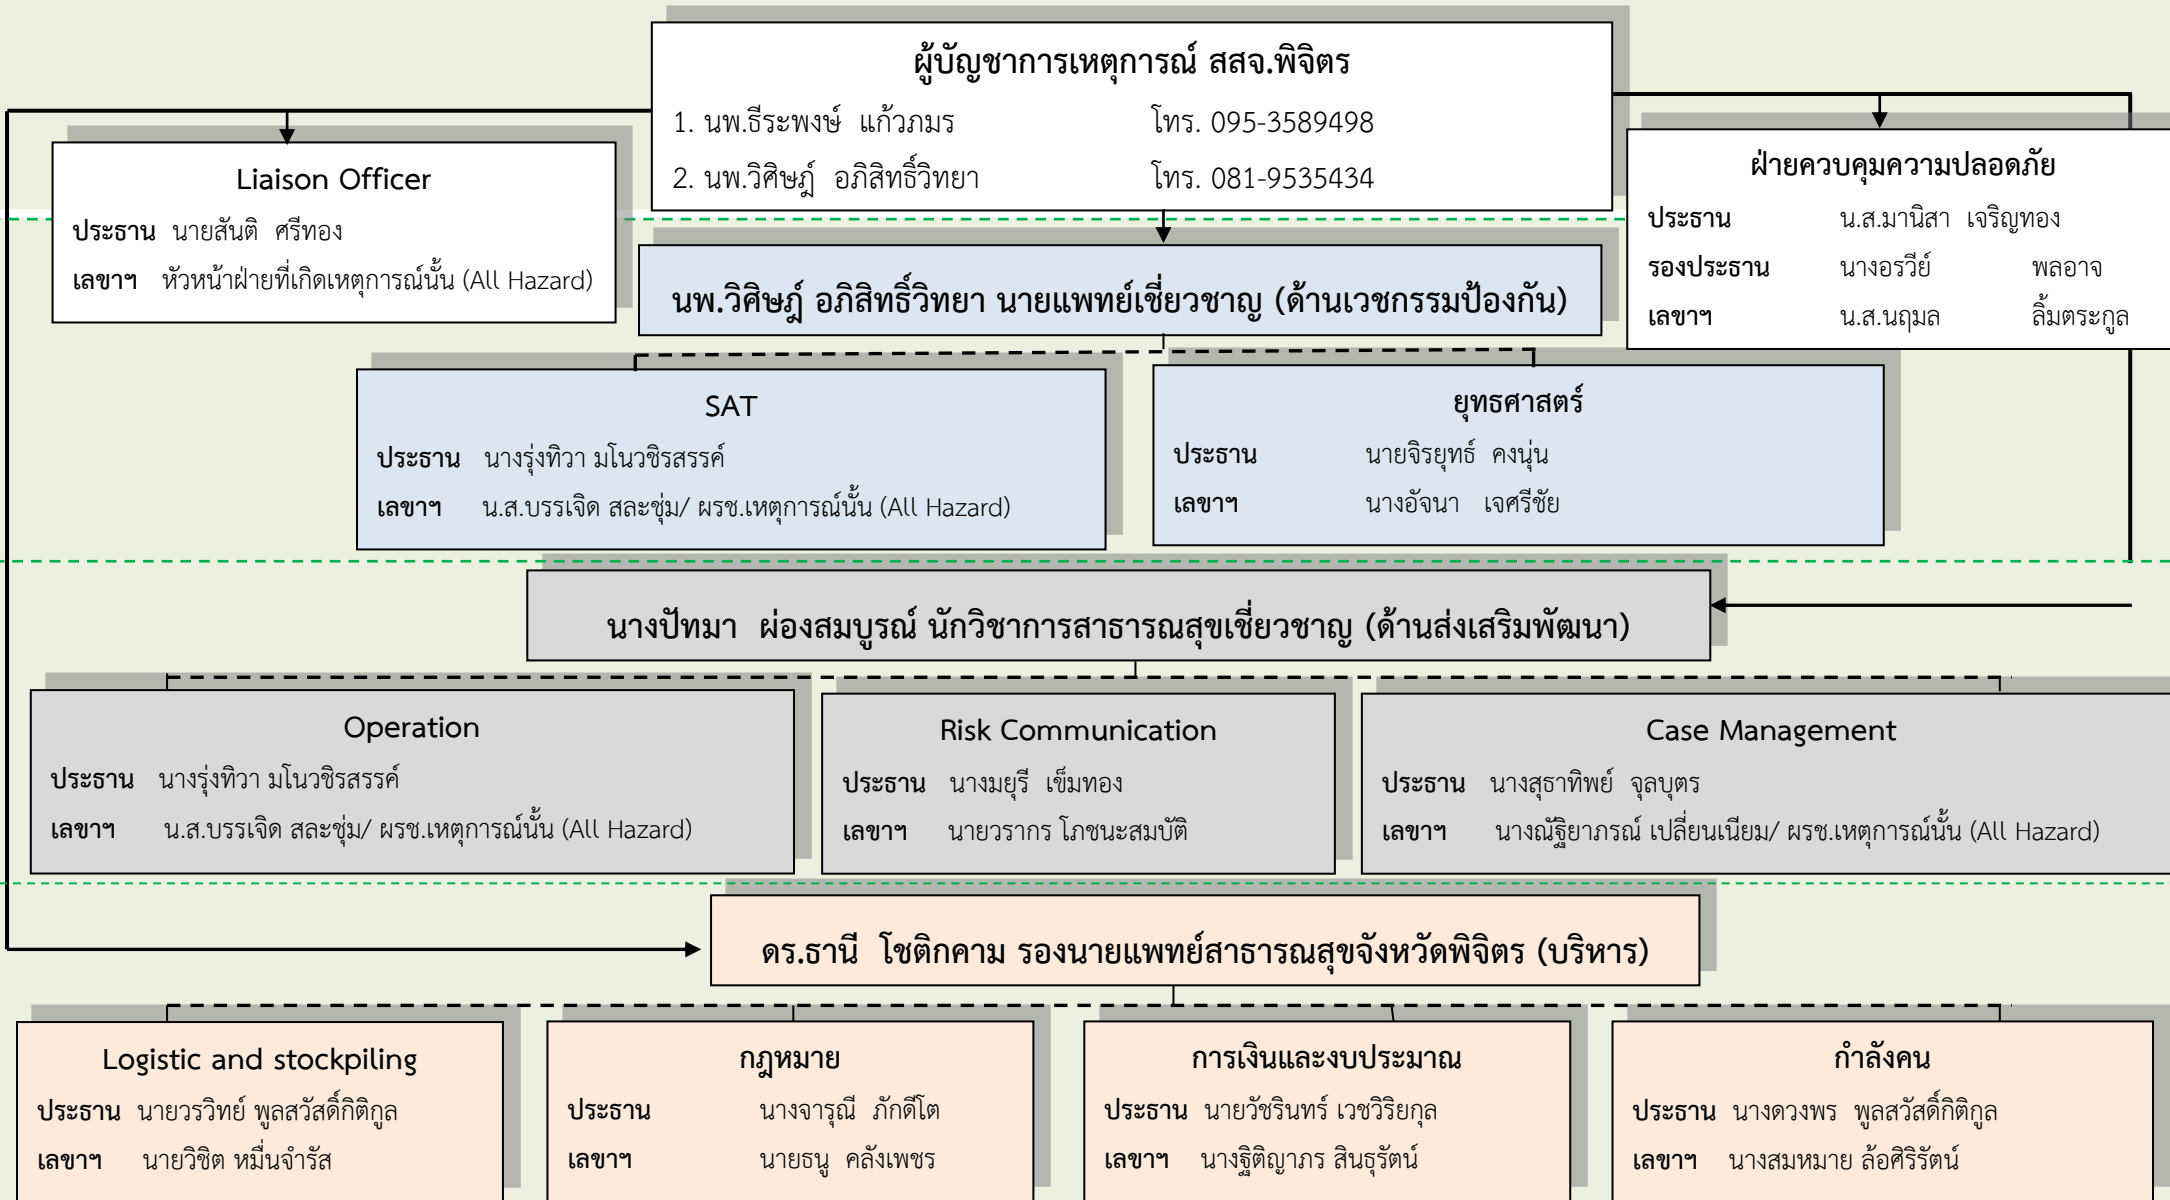 ผู้บัญชาการเหตุการณ์ สสจ.พิจิตร
1. นพ.ธีระพงษ์ แก้วภมร โทร. 095-3589498
2. นพ.วิศิษฎ์ อภิสิทธิ์วิทยา โทร. 081-9535434
Liaison Officer
ประธาน นายสันติ ศรีทอง
เลขาฯ หัวหน้าฝ่ายที่เกิดเหตุการณ์นั้น (All Hazard)
ฝ่ายควบคุมความปลอดภัย
ประธาน น.ส.มานิสา เจริญทอง
รองประธาน นางอรวีย์ พลอาจ
เลขาฯ น.ส.นฤมล ลิ้มตระกูล
นพ.วิศิษฎ์ อภิสิทธิ์วิทยา นายแพทย์เชี่ยวชาญ (ด้านเวชกรรมป้องกัน)
SAT
ประธาน นางรุ่งทิวา มโนวชิรสรรค์
เลขาฯ น.ส.บรรเจิด สละชุ่ม/ ผรช.เหตุการณ์นั้น (All Hazard)
ยุทธศาสตร์
ประธาน นายจิรยุทธ์ คงนุ่น
เลขาฯ นางอัจนา เจศรีชัย
นางปัทมา ผ่องสมบูรณ์ นักวิชาการสาธารณสุขเชี่ยวชาญ (ด้านส่งเสริมพัฒนา)
Operation
ประธาน นางรุ่งทิวา มโนวชิรสรรค์
เลขาฯ น.ส.บรรเจิด สละชุ่ม/ ผรช.เหตุการณ์นั้น (All Hazard)
Risk Communication
ประธาน นางมยุรี เข็มทอง
เลขาฯ นายวรากร โภชนะสมบัติ
Case Management
ประธาน นางสุธาทิพย์ จุลบุตร
เลขาฯ นางณัฐิยาภรณ์ เปลี่ยนเนียม/ ผรช.เหตุการณ์นั้น (All Hazard)
ดร.ธานี โชติกคาม รองนายแพทย์สาธารณสุขจังหวัดพิจิตร (บริหาร)
Logistic and stockpiling
ประธาน นายวรวิทย์ พูลสวัสดิ์กิติกูล
เลขาฯ นายวิชิต หมื่นจำรัส
กฎหมาย
ประธาน นางจารุณี ภักดีโต
เลขาฯ นายธนู คลังเพชร
การเงินและงบประมาณ
ประธาน นายวัชรินทร์ เวชวิริยกุล
เลขาฯ นางฐิติญาภร สินธุรัตน์
กำลังคน
ประธาน นางดวงพร พูลสวัสดิ์กิติกูล
เลขาฯ นางสมหมาย ล้อศิริรัตน์